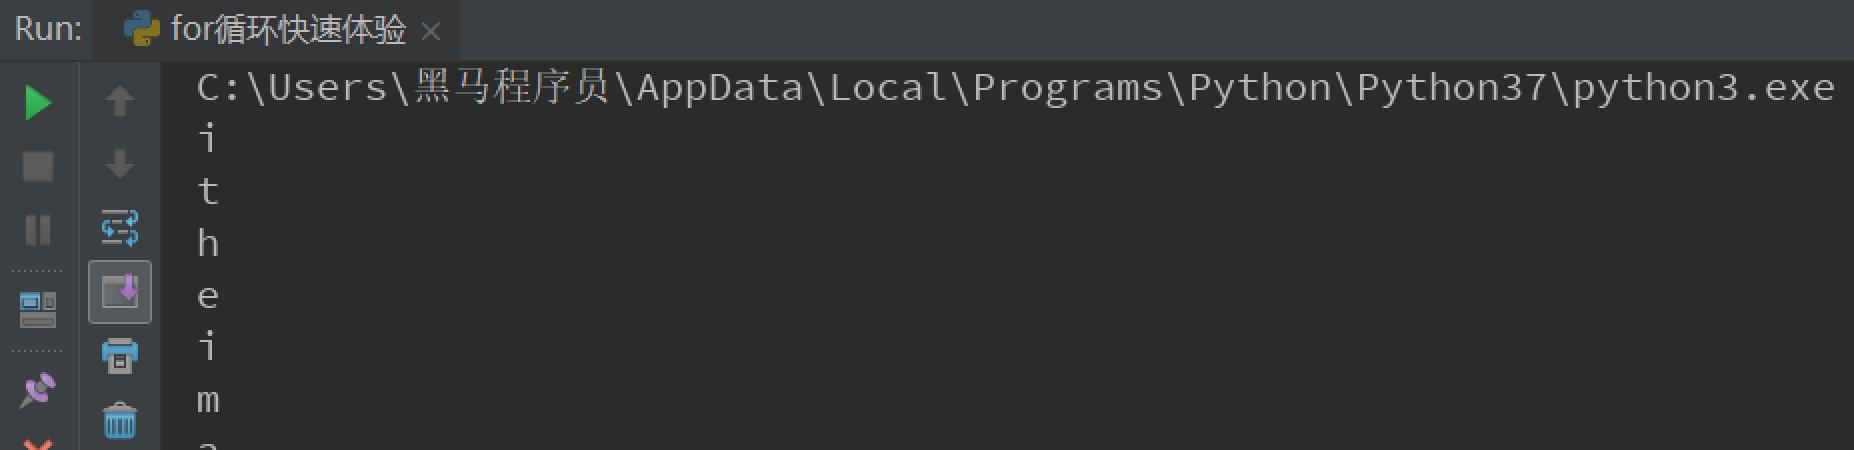 Run: for循环快速体验
C:\Users\黑马程序员\AppData\Local\Programs\Python\Python37\python3.exe
i
t
h
e
i
m